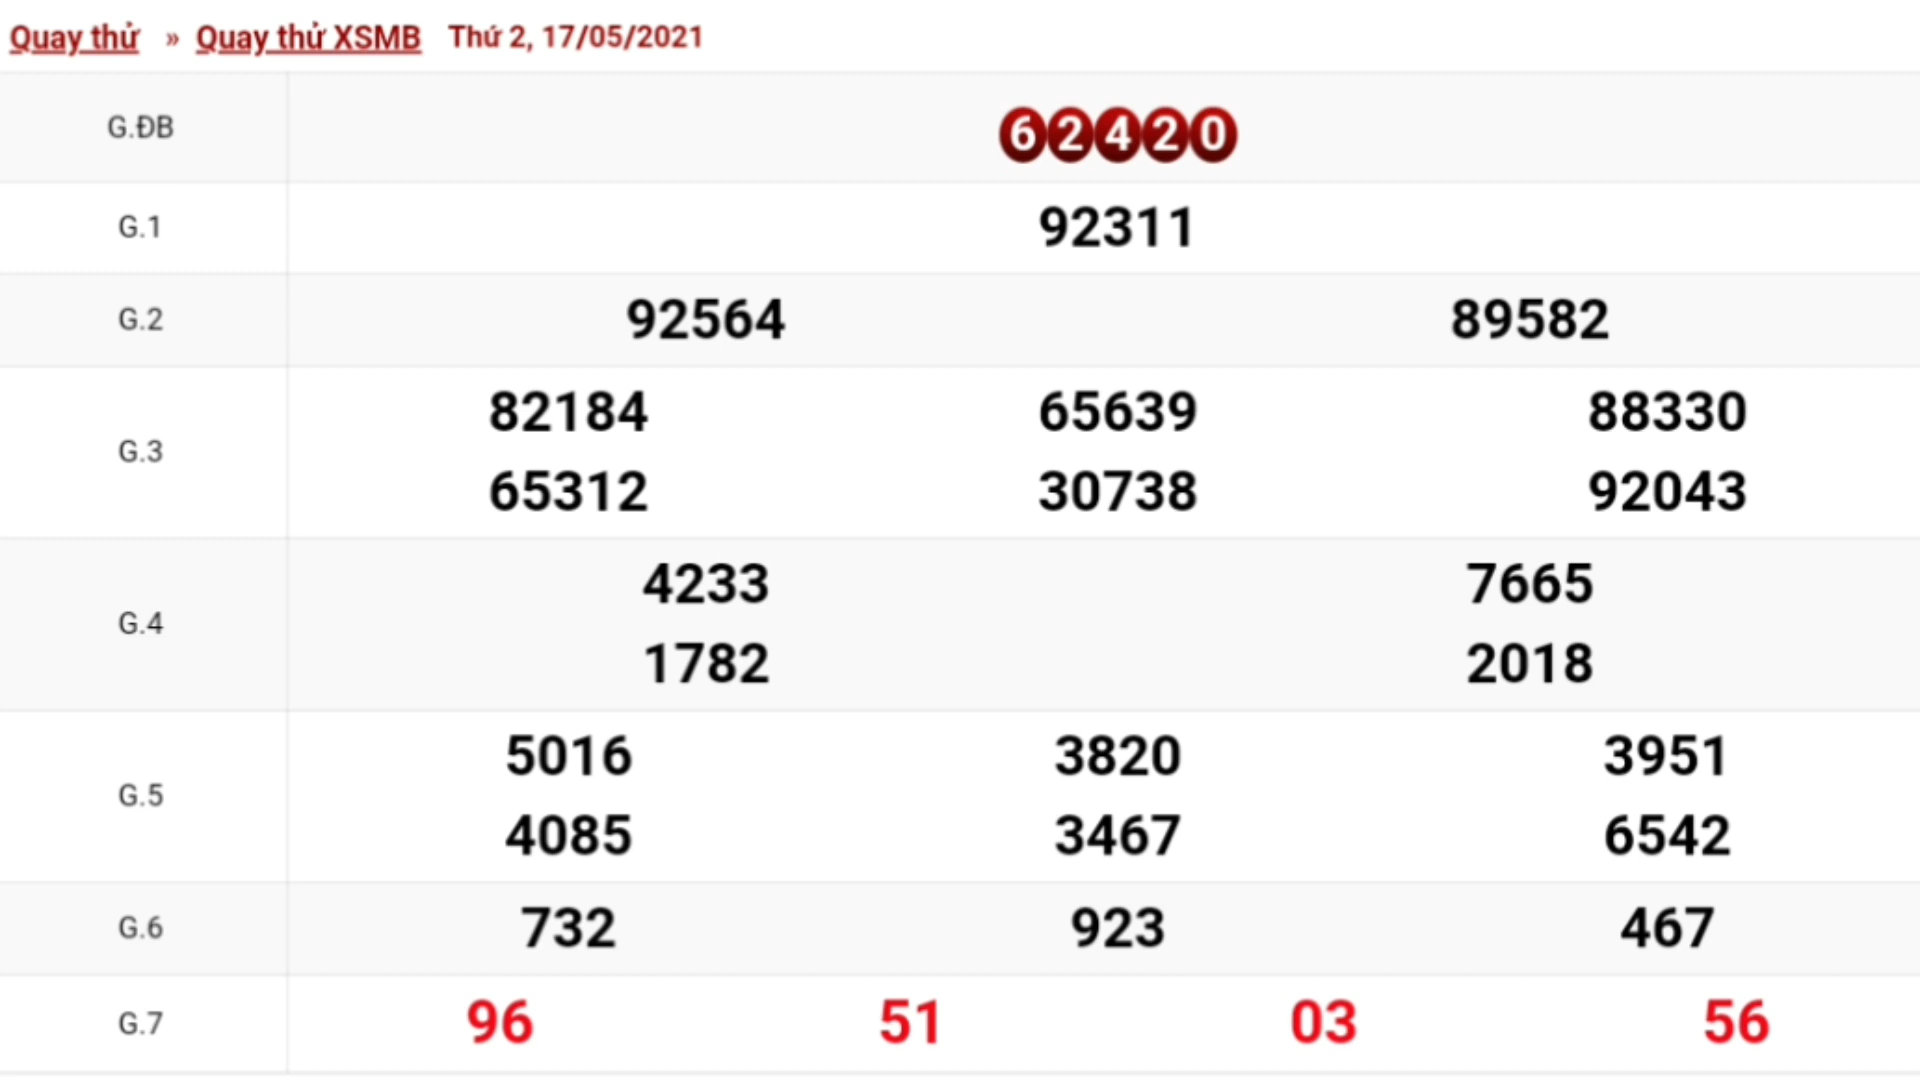 Quay thử » Quay thử XSMB Thứ 2, 17/05/2021
G.ĐB 62420
G.1 92311
G.2 92564 89582
G.3 82184 65639 88330
65312 30738 92043
G.4 4233 7665
1782 2018
G.5 5016 3820 3951
4085 3467 6542
G.6 732 923 467
G.7 96 51 03 56